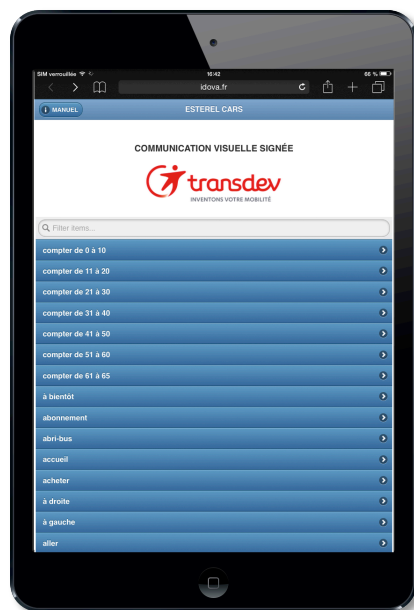 SIM verrouillée 16:42 66 %
idova.fr
MANUEL ESTEREL CARS
COMMUNICATION VISUELLE SIGNÉE
transdev
INVENTONS VOTRE MOBILITÉ
Filter items...
compter de 0 à 10
compter de 11 à 20
compter de 21 à 30
compter de 31 à 40
compter de 41 à 50
compter de 51 à 60
compter de 61 à 65
à bientôt
abonnement
abri-bus
accueil
acheter
à droite
à gauche
aller